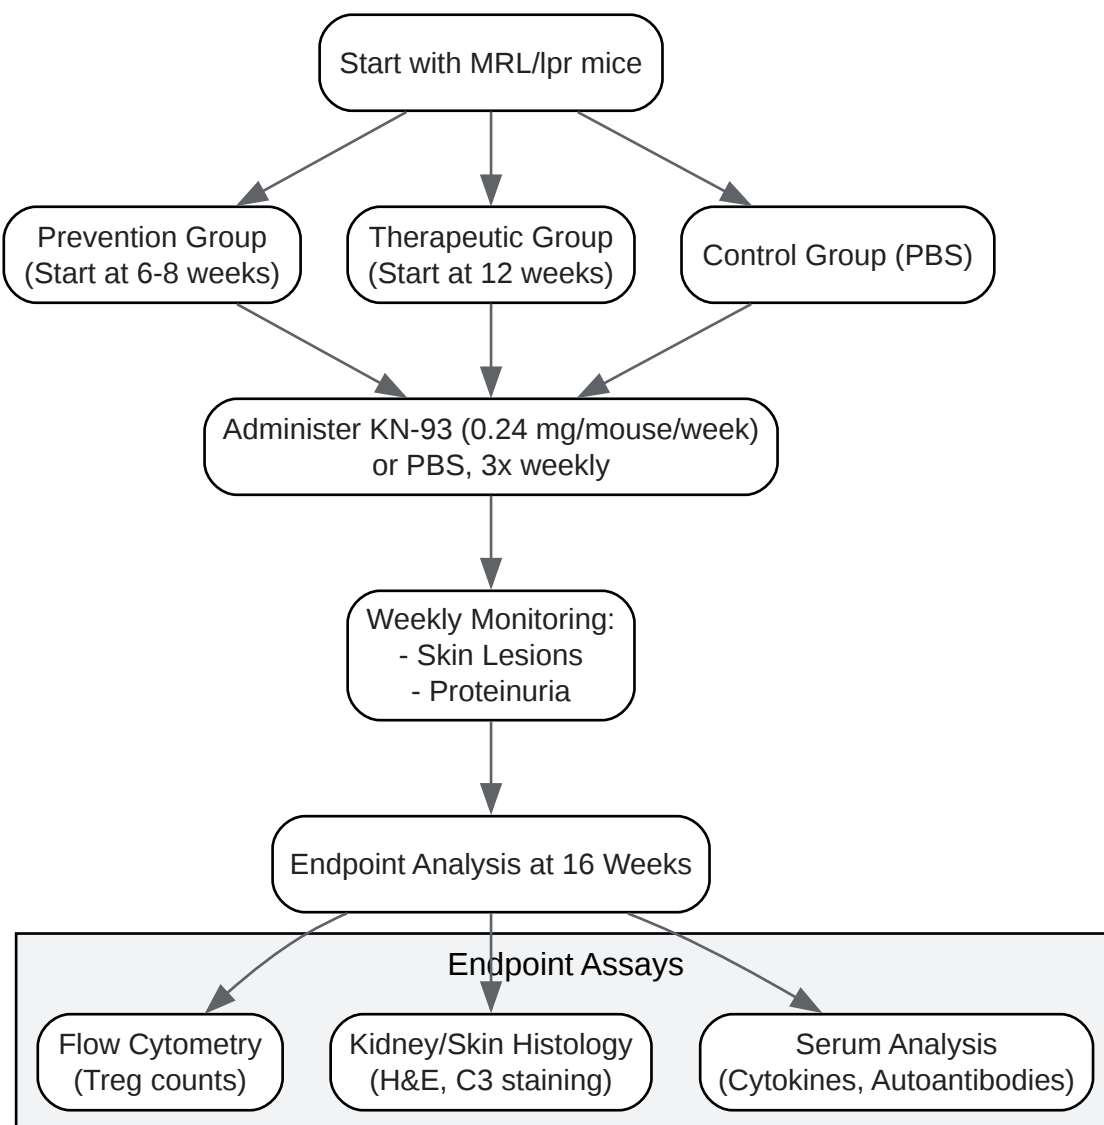 Start with MRL/lpr mice
Prevention Group
(Start at 6-8 weeks)
Therapeutic Group
(Start at 12 weeks)
Control Group (PBS)
Administer KN-93 (0.24 mg/mouse/week)
or PBS, 3x weekly
Weekly Monitoring:
- Skin Lesions
- Proteinuria
Endpoint Analysis at 16 Weeks
Endpoint Assays
Flow Cytometry
(Treg counts)
Kidney/Skin Histology
(H&E, C3 staining)
Serum Analysis
(Cytokines, Autoantibodies)